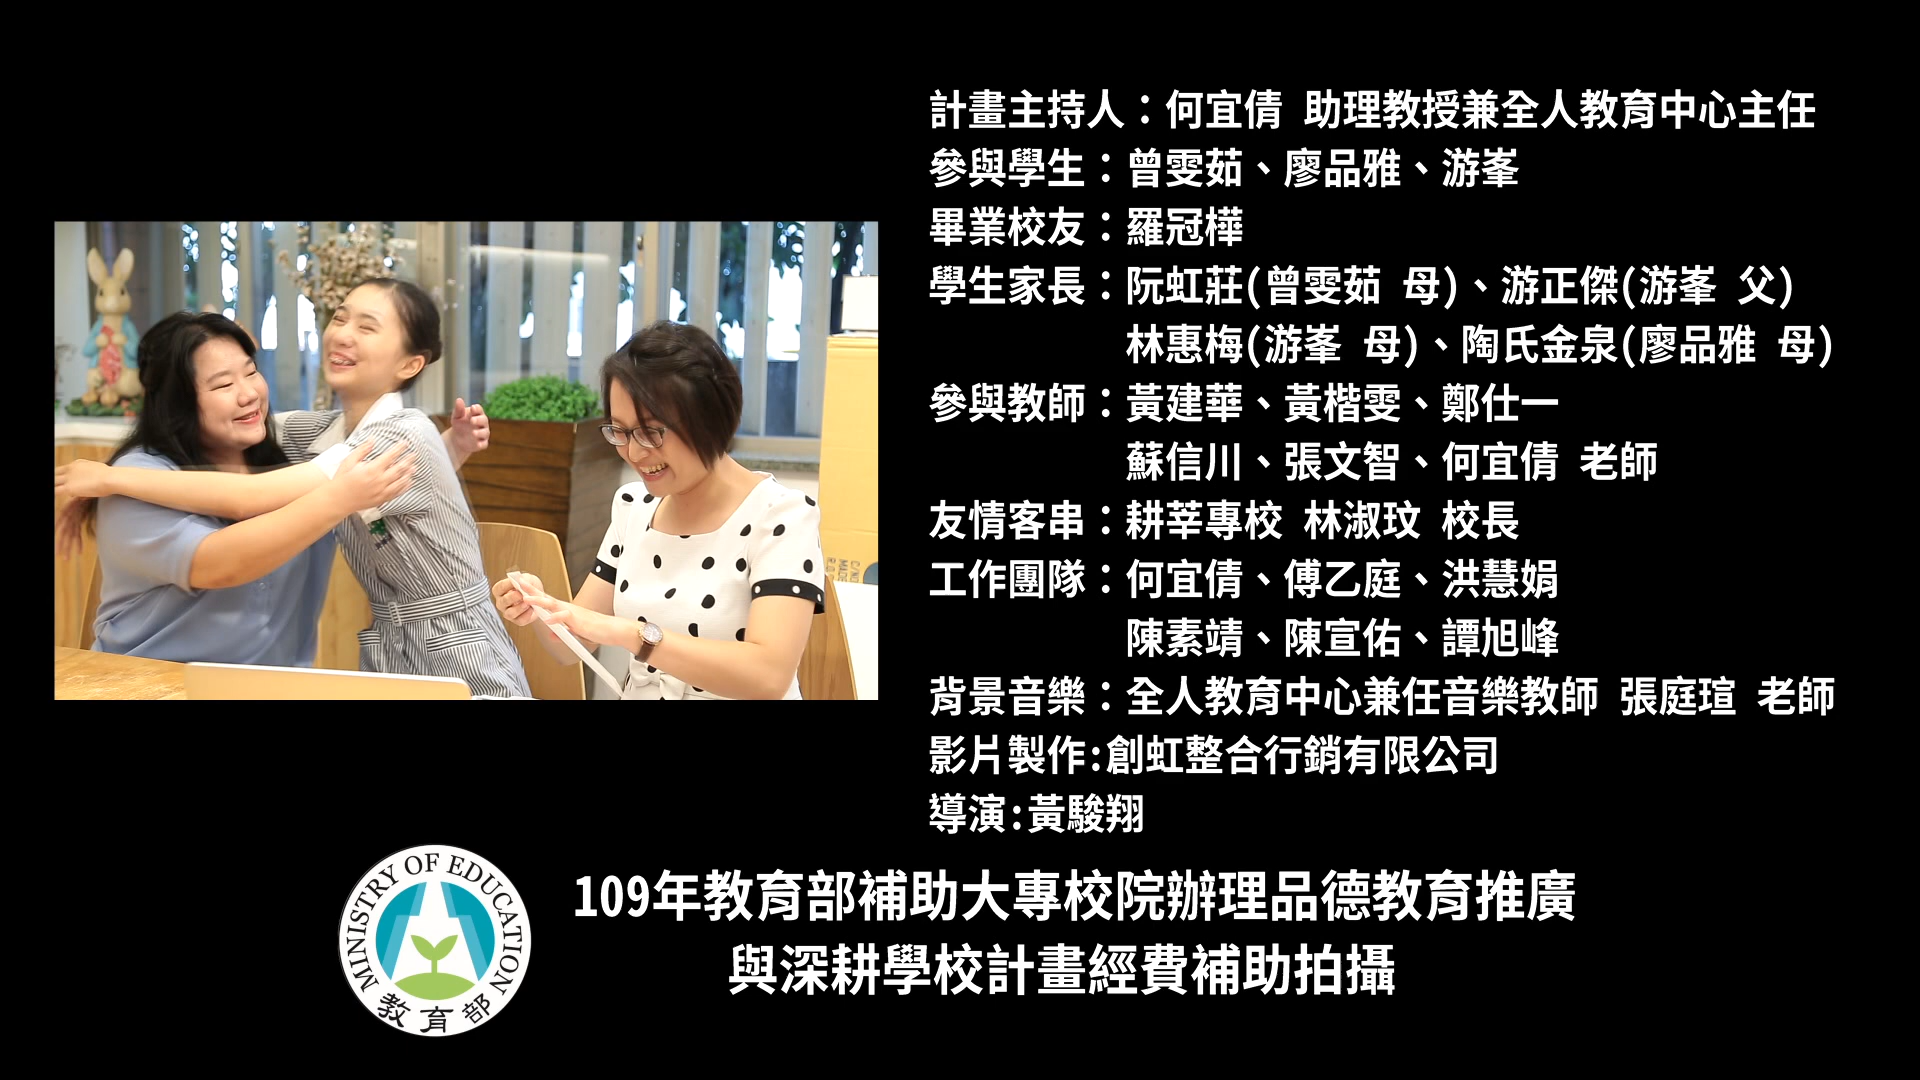 計畫主持人：何宜倩 助理教授兼全人教育中心主任
參與學生：曾雯茹、廖品雅、游峯
畢業校友：羅冠樺
學生家長：阮虹莊(曾雯茹 母)、游正傑(游峯 父)
林惠梅(游峯 母)、陶氏金泉(廖品雅 母)
參與教師：黃建華、黃楷雯、鄭仕一
蘇信川、張文智、何宜倩 老師
友情客串：耕莘專校 林淑玟 校長
工作團隊：何宜倩、傅乙庭、洪慧娟
陳素靖、陳宣佑、譚旭峰
背景音樂：全人教育中心兼任音樂教師 張庭瑄 老師
影片製作:創虹整合行銷有限公司
導演:黃駿翔
MINISTRY OF EDUCATION
教育部
109年教育部補助大專校院辦理品德教育推廣
與深耕學校計畫經費補助拍攝